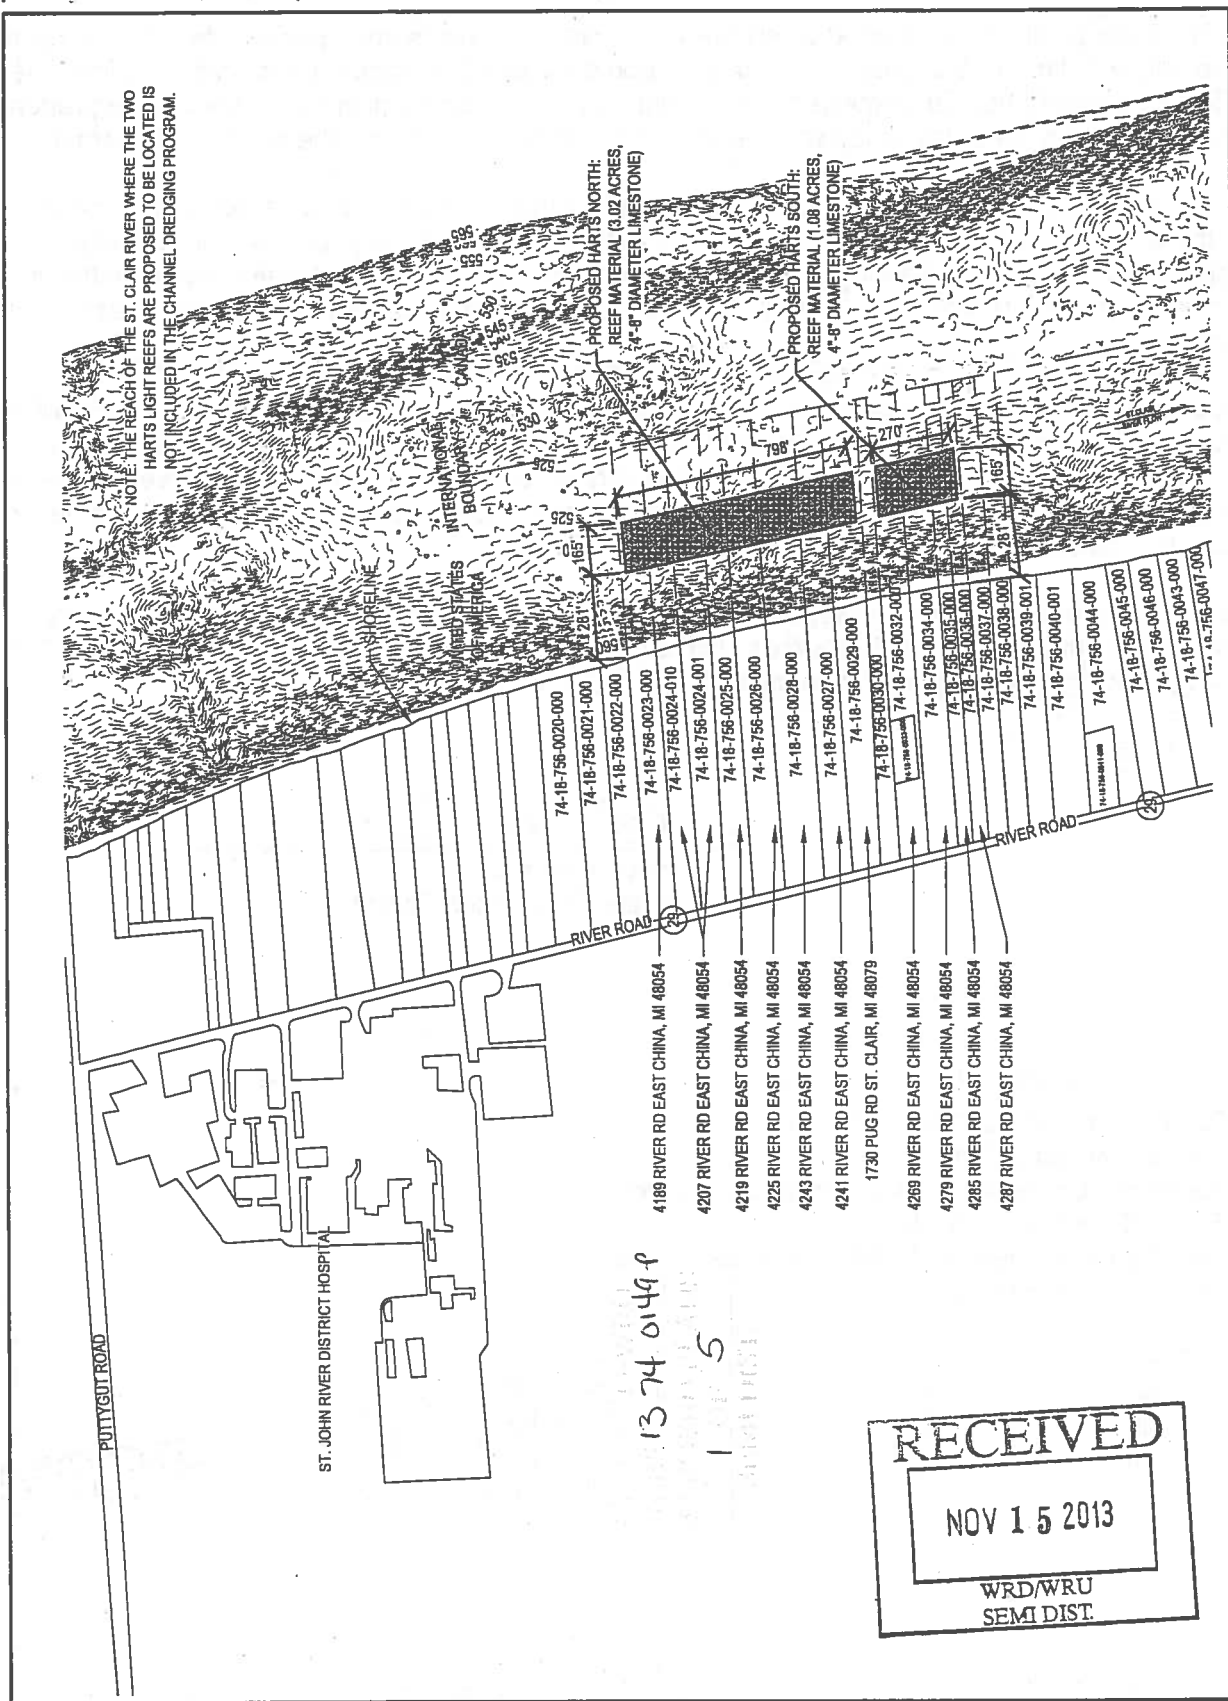 NOTE: THE REACH OF THE ST. CLAIR RIVER WHERE THE TWO
HARTS LIGHT REEFS ARE PROPOSED TO BE LOCATED IS
NOT INCLUDED IN THE CHANNEL DREDGING PROGRAM.
565
555
550
545
535
530
525
525
INTERNATIONAL
BOUNDARY
CANADA
UNITED STATES
OF AMERICA
SHORELINE
PROPOSED HARTS NORTH:
REEF MATERIAL (3.02 ACRES,
4"-8" DIAMETER LIMESTONE)
PROPOSED HARTS SOUTH:
REEF MATERIAL (1.08 ACRES,
4"-8" DIAMETER LIMESTONE)
165'
281'
560
798'
270'
165'
281'
74-18-756-0020-000
74-18-756-0021-000
74-18-756-0022-000
74-18-756-0023-000
74-18-756-0024-010
74-18-756-0024-001
74-18-756-0025-000
74-18-756-0026-000
74-18-756-0028-000
74-18-756-0027-000
74-18-756-0029-000
74-18-756-0030-000
74-18-756-0032-000
74-18-756-0034-000
74-18-756-0035-000
74-18-756-0036-000
74-18-756-0037-000
74-18-756-0038-000
74-18-756-0039-001
74-18-756-0040-001
74-18-756-0044-000
74-18-756-0045-000
74-18-756-0046-000
74-18-756-0043-000
74-18-756-0047-000
RIVER ROAD
29
RIVER ROAD
29
4189 RIVER RD EAST CHINA, MI 48054
4207 RIVER RD EAST CHINA, MI 48054
4219 RIVER RD EAST CHINA, MI 48054
4225 RIVER RD EAST CHINA, MI 48054
4243 RIVER RD EAST CHINA, MI 48054
4241 RIVER RD EAST CHINA, MI 48054
1730 PUG RD ST. CLAIR, MI 48079
4269 RIVER RD EAST CHINA, MI 48054
4279 RIVER RD EAST CHINA, MI 48054
4285 RIVER RD EAST CHINA, MI 48054
4287 RIVER RD EAST CHINA, MI 48054
ST. JOHN RIVER DISTRICT HOSPITAL
PUTTYGUT ROAD
13 74 0149-P
1 5
RECEIVED
NOV 15 2013
WRD/WRU
SEMI DIST.